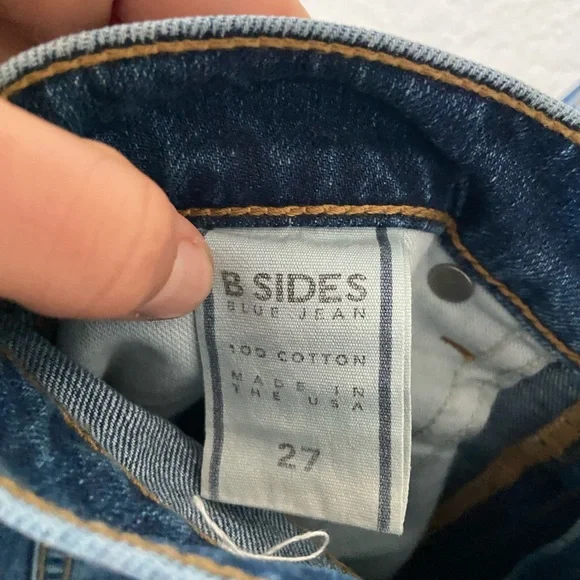 B SIDES
BLUE JEAN
100 COTTON
MADE IN
THE USA
27